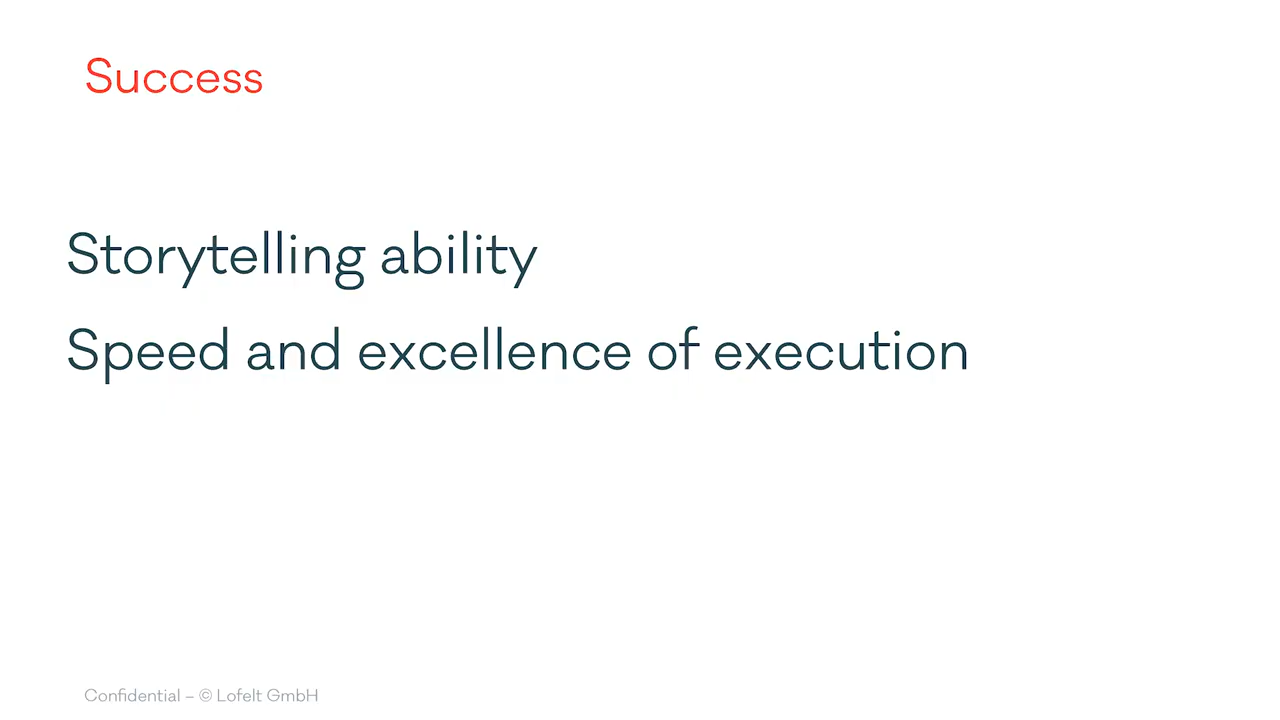 Success
Storytelling ability
Speed and excellence of execution
Confidential – © Lofelt GmbH